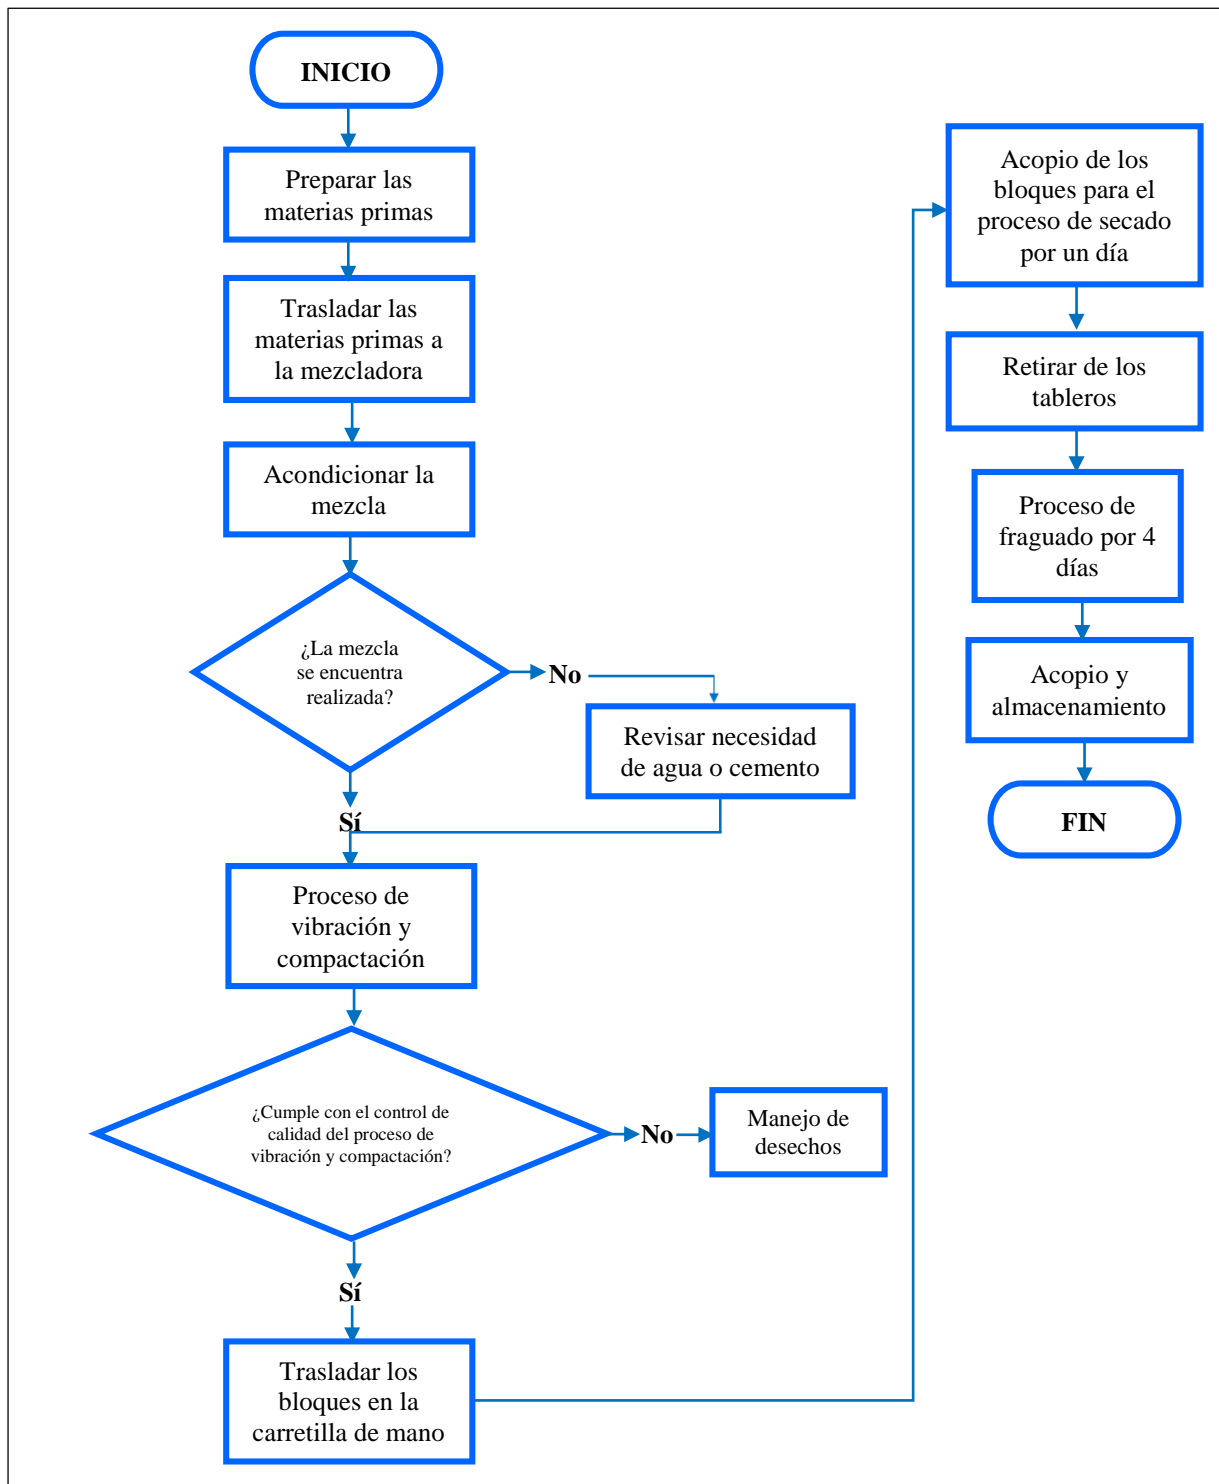 INICIO
Preparar las
materias primas
Trasladar las
materias primas a
la mezcladora
Acondicionar la
mezcla
¿La mezcla
se encuentra
realizada?
No
Revisar necesidad
de agua o cemento
Sí
Proceso de
vibración y
compactación
¿Cumple con el control de
calidad del proceso de
vibración y compactación?
No
Manejo de
desechos
Sí
Trasladar los
bloques en la
carretilla de mano
Acopio de los
bloques para el
proceso de secado
por un día
Retirar de los
tableros
Proceso de
fraguado por 4
días
Acopio y
almacenamiento
FIN